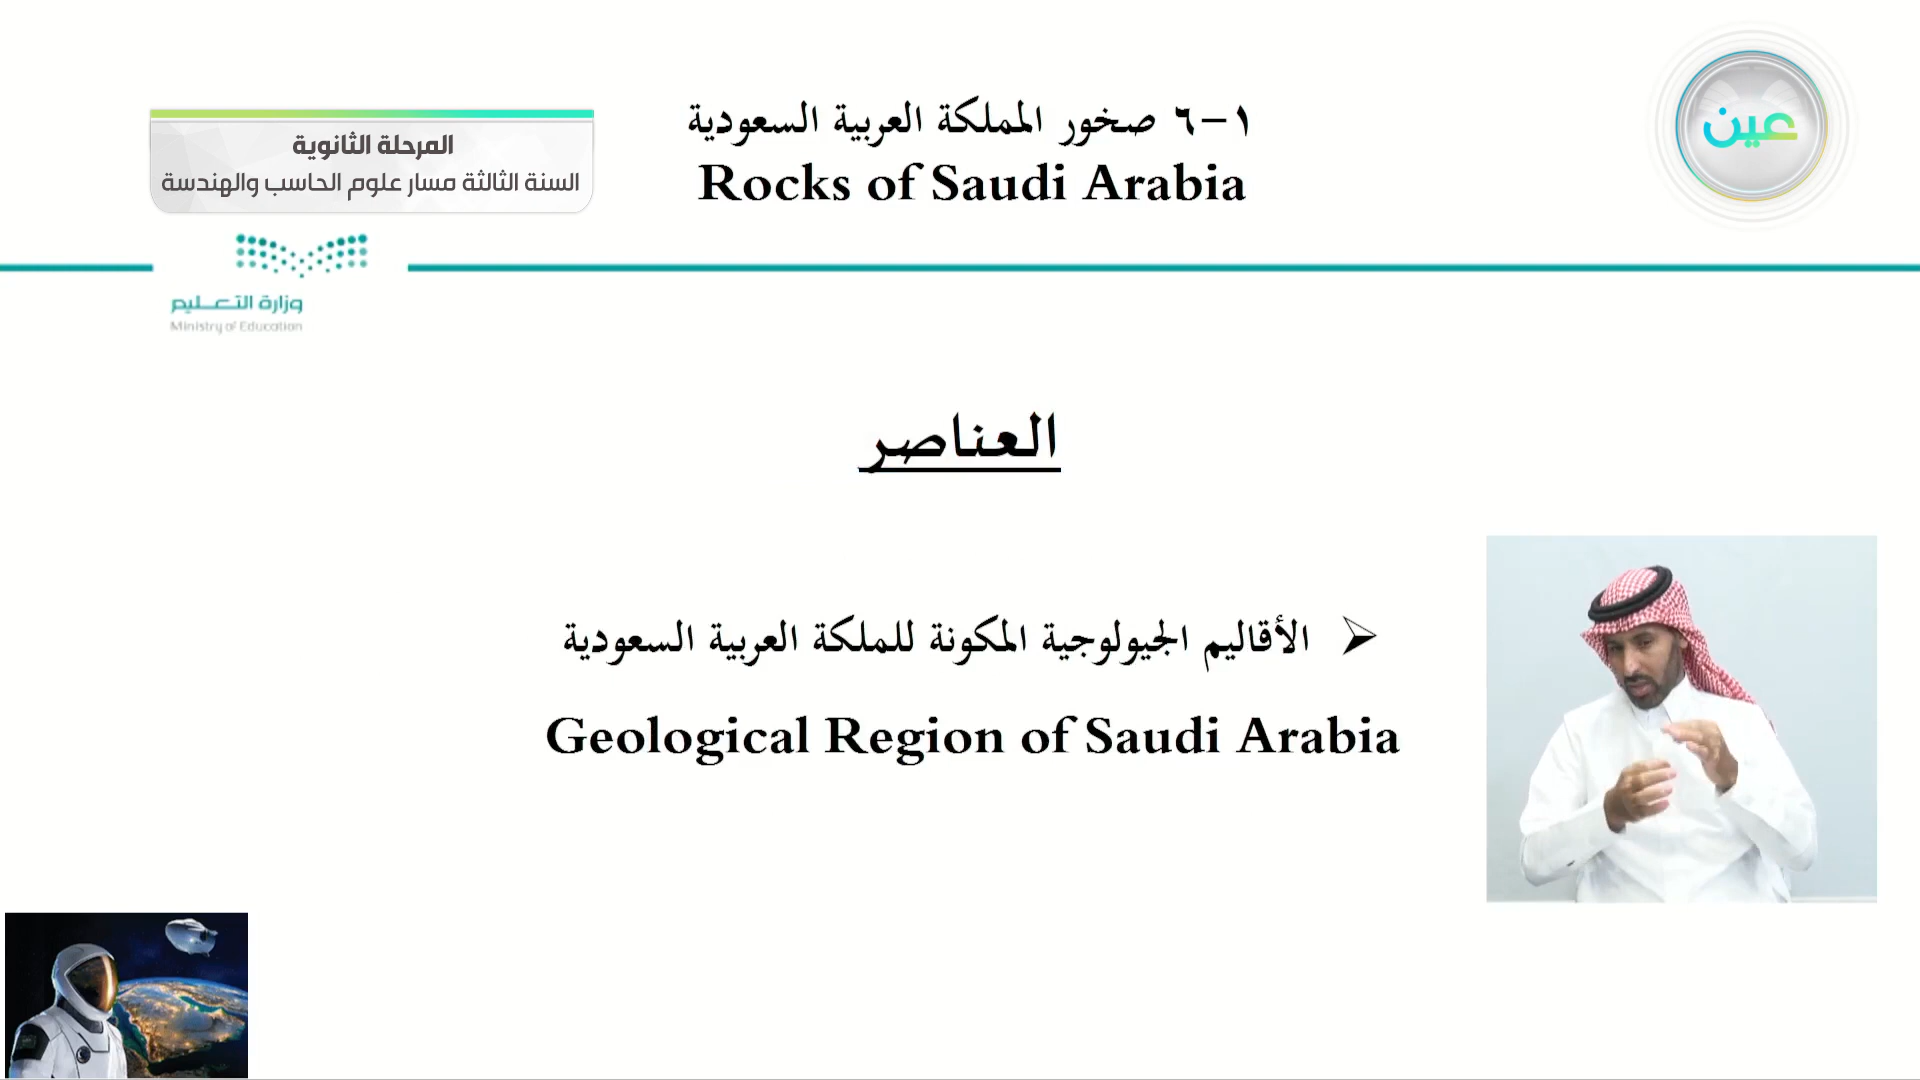 ١-٦ صخور المملكة العربية السعودية
Rocks of Saudi Arabia
عين
المرحلة الثانوية
السنة الثالثة مسار علوم الحاسب والهندسة
وزارة التعليم
Ministry of Education
العناصر
الأقاليم الجيولوجية المكونة للملكة العربية السعودية
Geological Region of Saudi Arabia